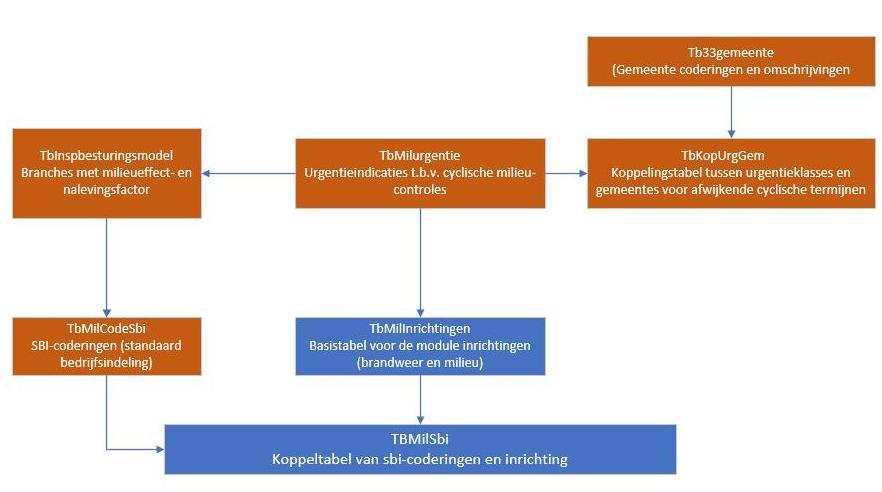 Tb33gemeente
(Gemeente coderingen en omschrijvingen
TbInspbesturingsmodel
Branches met milieueffect- en
nalevingsfactor
TbMilurgentie
Urgentieindicaties t.b.v. cyclische milieu-
controles
TbKopUrgGem
Koppelingstabel tussen urgentieklasses en
gemeentes voor afwijkende cyclische termijnen
TbMilCodeSbi
SBI-coderingen (standaard
bedrijfsindeling)
TbMilInrichtingen
Basistabel voor de module inrichtingen
(brandweer en milieu)
TBMilSbi
Koppeltabel van sbi-coderingen en inrichting